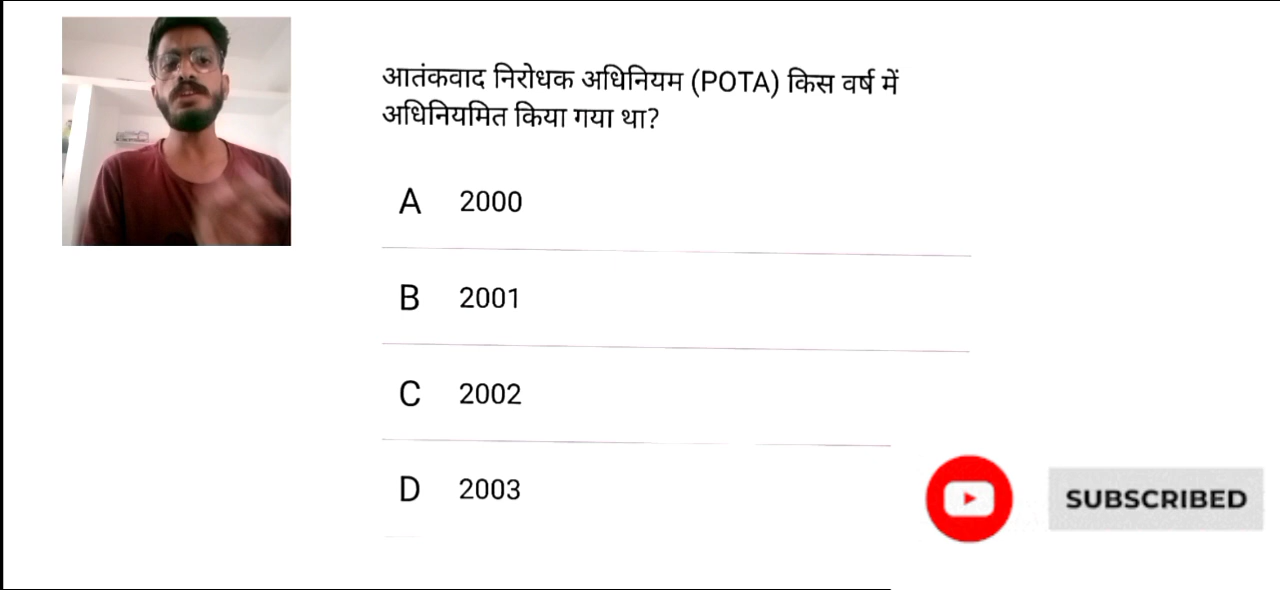 आतंकवाद निरोधक अधिनियम (POTA) किस वर्ष में
अधिनियमित किया गया था?
A 2000
B 2001
C 2002
D 2003
SUBSCRIBED